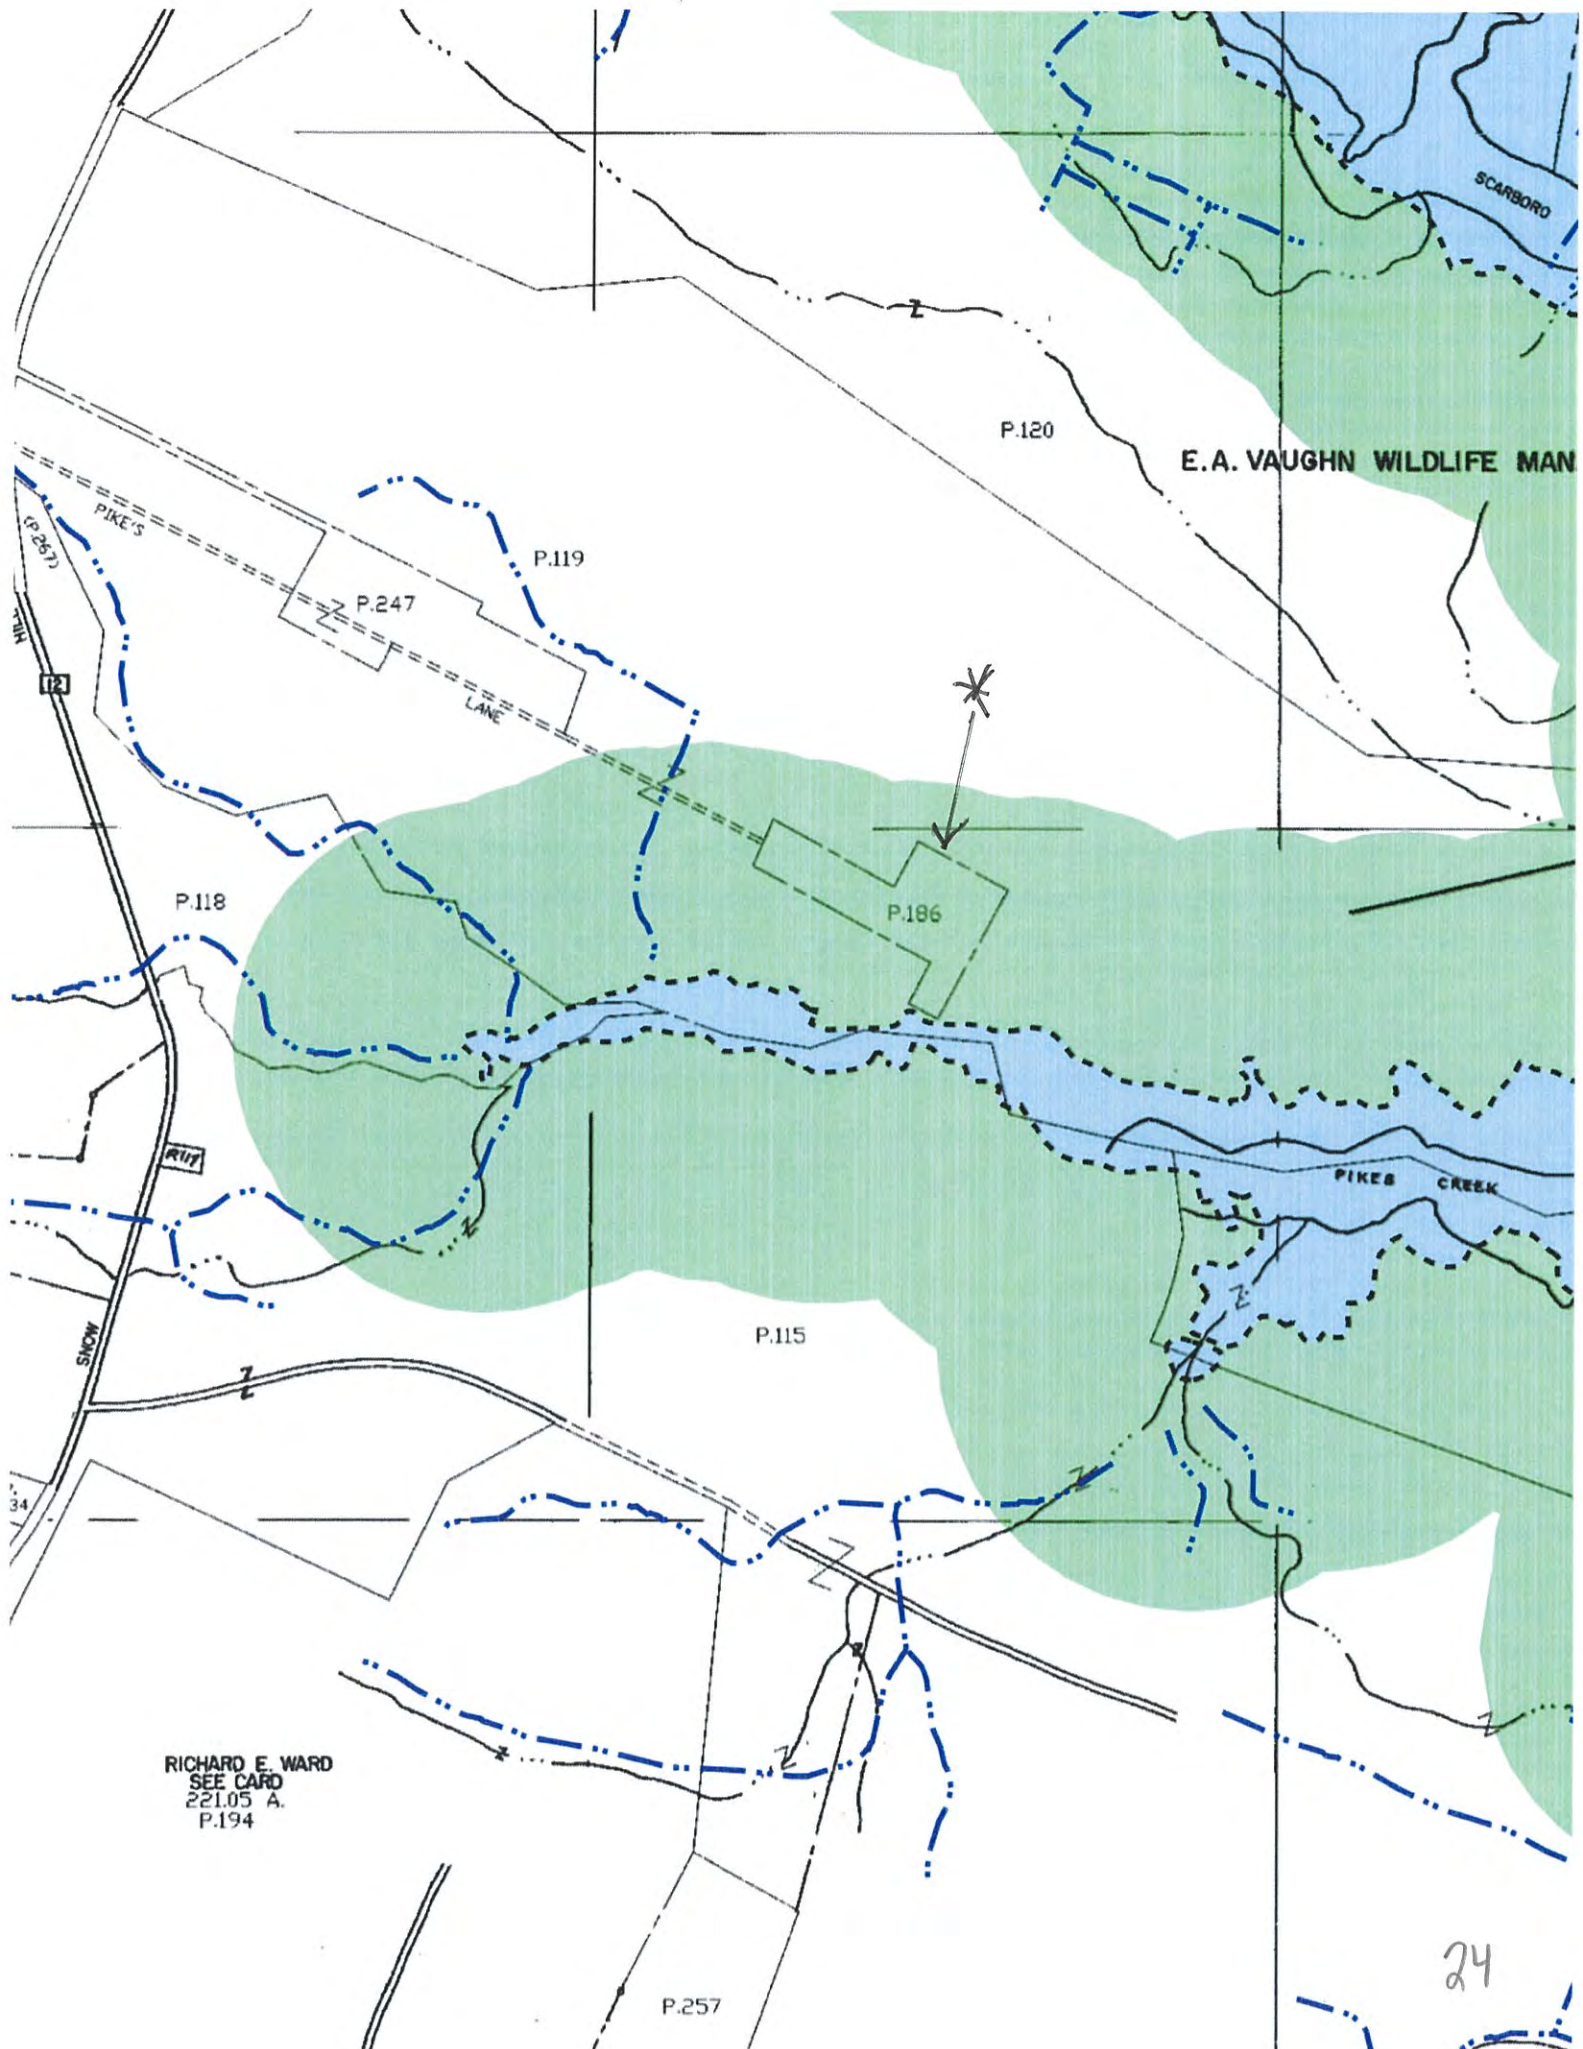 SCARBORO
P.120
E.A. VAUGHN WILDLIFE MAN
PIKE'S
(P.267)
P.119
P.247
HILL
12
LANE
P.118
P.186
PIKES CREEK
SNOW
P.115
34
RICHARD E. WARD
SEE CARD
221.05 A.
P.194
24
P.257